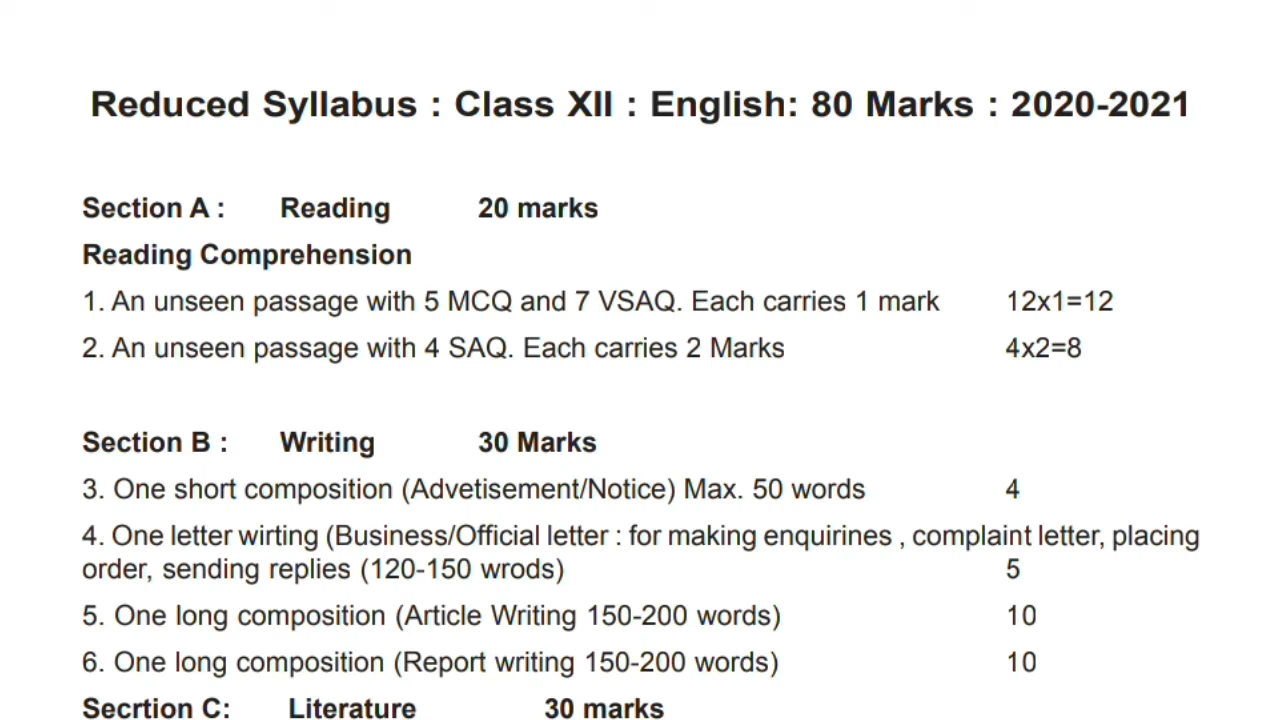 Reduced Syllabus : Class XII : English: 80 Marks : 2020-2021
Section A : Reading 20 marks
Reading Comprehension
1. An unseen passage with 5 MCQ and 7 VSAQ. Each carries 1 mark 12x1=12
2. An unseen passage with 4 SAQ. Each carries 2 Marks 4x2=8
Section B : Writing 30 Marks
3. One short composition (Advetisement/Notice) Max. 50 words 4
4. One letter wirting (Business/Official letter : for making enquirines , complaint letter, placing
order, sending replies (120-150 wrods) 5
5. One long composition (Article Writing 150-200 words) 10
6. One long composition (Report writing 150-200 words) 10
Secrtion C: Literature 30 marks